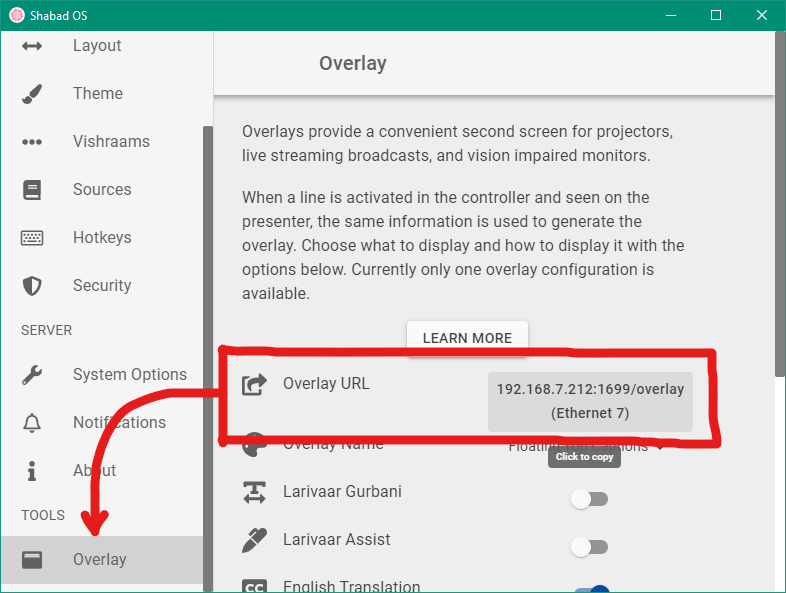 Shabad OS
Layout
Theme
Vishraams
Sources
Hotkeys
Security
SERVER
System Options
Notifications
About
TOOLS
Overlay
Overlay
Overlays provide a convenient second screen for projectors,
live streaming broadcasts, and vision impaired monitors.
When a line is activated in the controller and seen on the
presenter, the same information is used to generate the
overlay. Choose what to display and how to display it with the
options below. Currently only one overlay configuration is
available.
LEARN MORE
Overlay URL
192.168.7.212:1699/overlay
(Ethernet 7)
Overlay Name
Floating Top Captions
Click to copy
Larivaar Gurbani
Larivaar Assist
CC English Translation